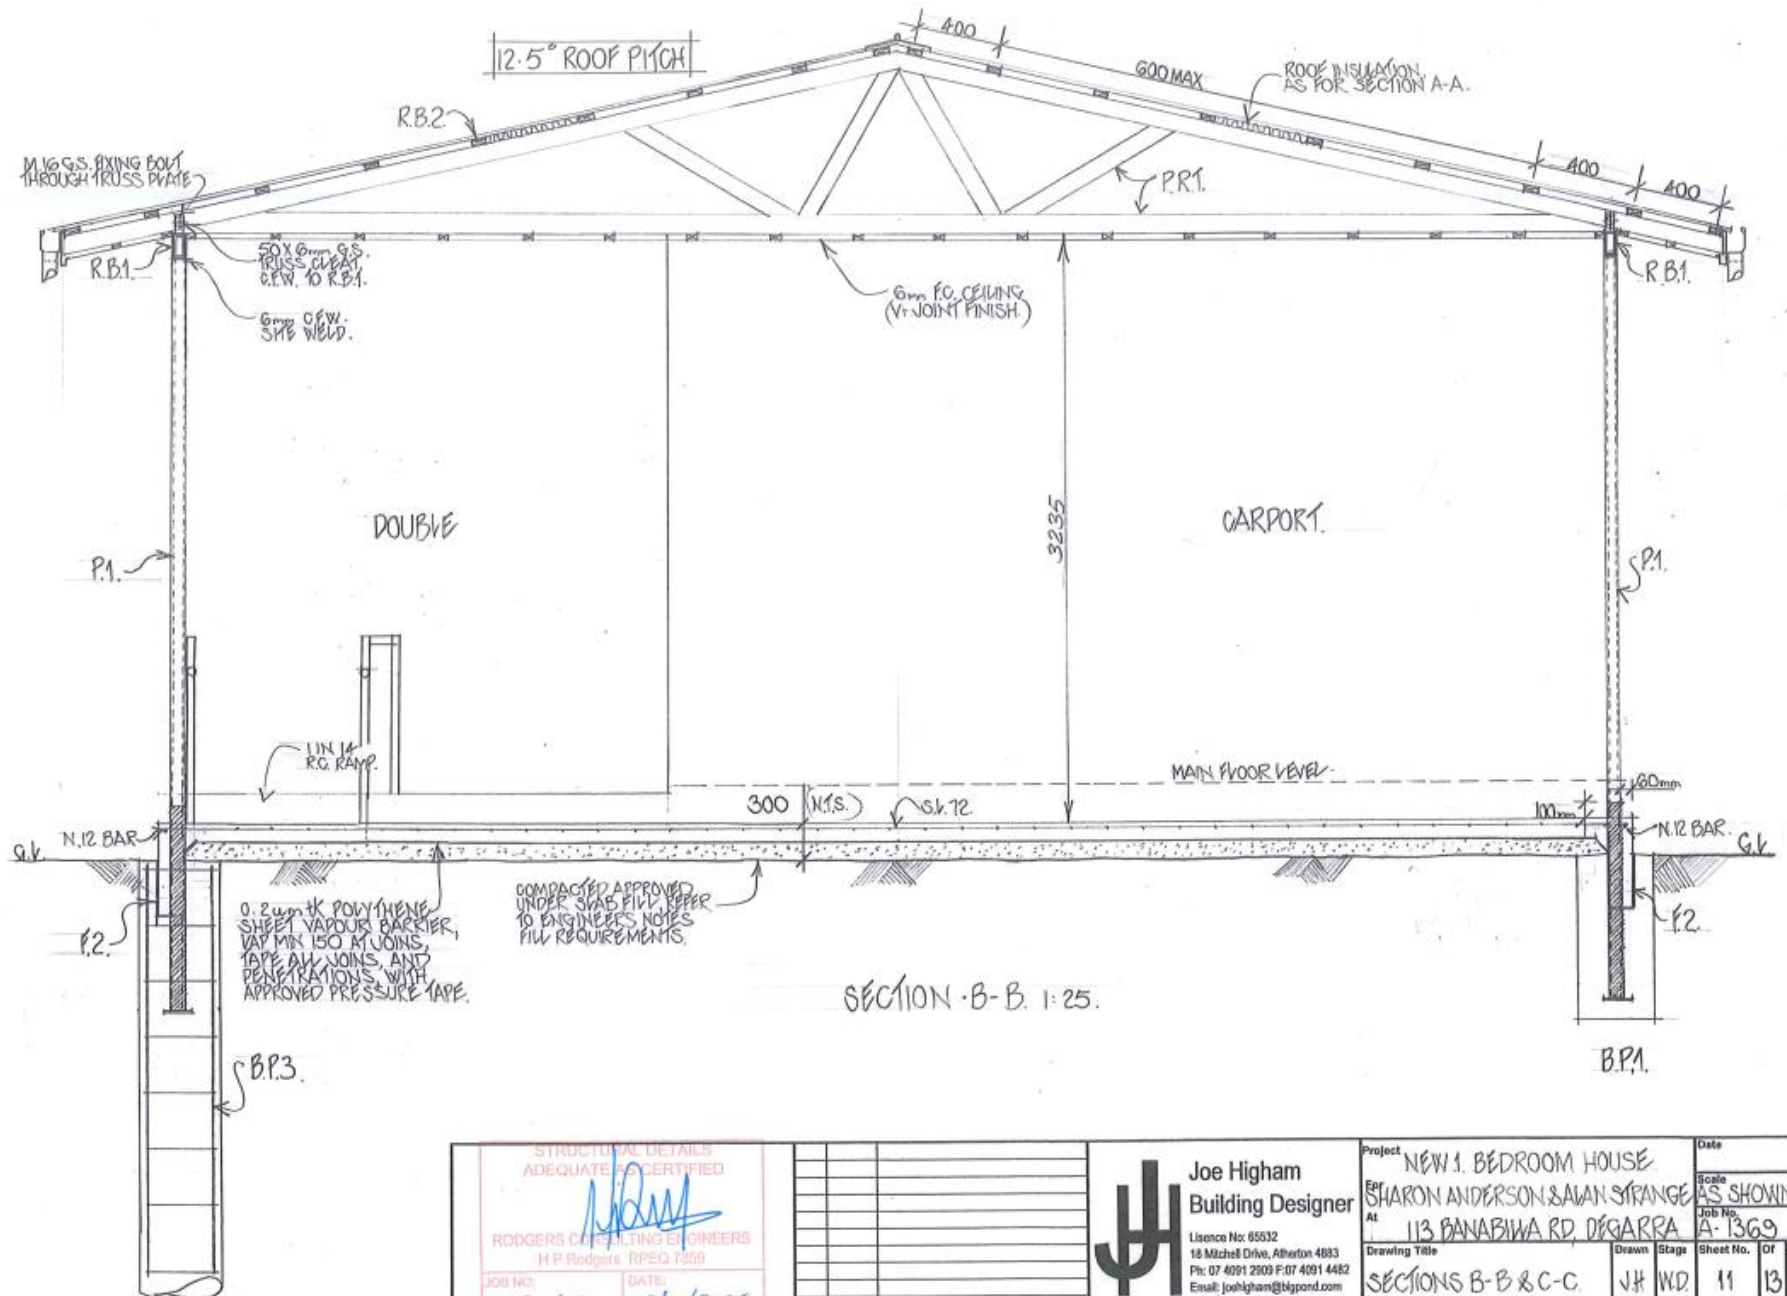 400
12.5° ROOF PITCH
600 MAX
ROOF INSULATION
AS FOR SECTION A-A.
R.B.2.
M.16 G.S. FIXING BOLT
THROUGH TRUSS PLATE
400
400
P.R.T.
R.B.1.
50 X 6mm G.S.
TRUSS CLEAT,
C.F.W. TO R.B.1.
6mm C.F.W.
SITE WELD.
6mm F.C. CEILING
(V. JOINT FINISH.)
R.B.1.
DOUBLE
3235
CARPORT.
P.1.
P.1.
1 IN 14
R.C. RAMP.
MAIN FLOOR LEVEL.
60mm
300 (N.T.S.)
S.L.72.
100mm
N.12 BAR
N.12 BAR.
G.L.
G.L.
0.2um tK POLYTHENE
SHEET VAPOUR BARRIER,
LAP MIN 150 AT JOINS,
TAPE ALL JOINS, AND
PENETRATIONS, WITH
APPROVED PRESSURE TAPE.
COMPACTED APPROVED
UNDER SLAB FILL, REFER
TO ENGINEERS NOTES
FILL REQUIREMENTS.
F.2.
F.2.
SECTION · B-B. 1:25.
B.P.3.
B.P.1.
STRUCTURAL DETAILS
ADEQUATE AS CERTIFIED
RODGERS CONSULTING ENGINEERS
H P Rodgers RPEQ 7359
JOB NO:
DATE:
Joe Higham
Building Designer
Lisence No: 65532
18 Mitchell Drive, Atherton 4883
Ph: 07 4091 2909 F:07 4091 4482
Email: joehigham@bigpond.com
Project NEW 1. BEDROOM HOUSE
For SHARON ANDERSON & ALAN STRANGE
At 113 BANABILLA RD, DEGARRA
Date
Scale AS SHOWN
Job No. A-1369
Drawing Title
SECTIONS B-B & C-C.
Drawn J.H
Stage W.D.
Sheet No. 11
Of 13